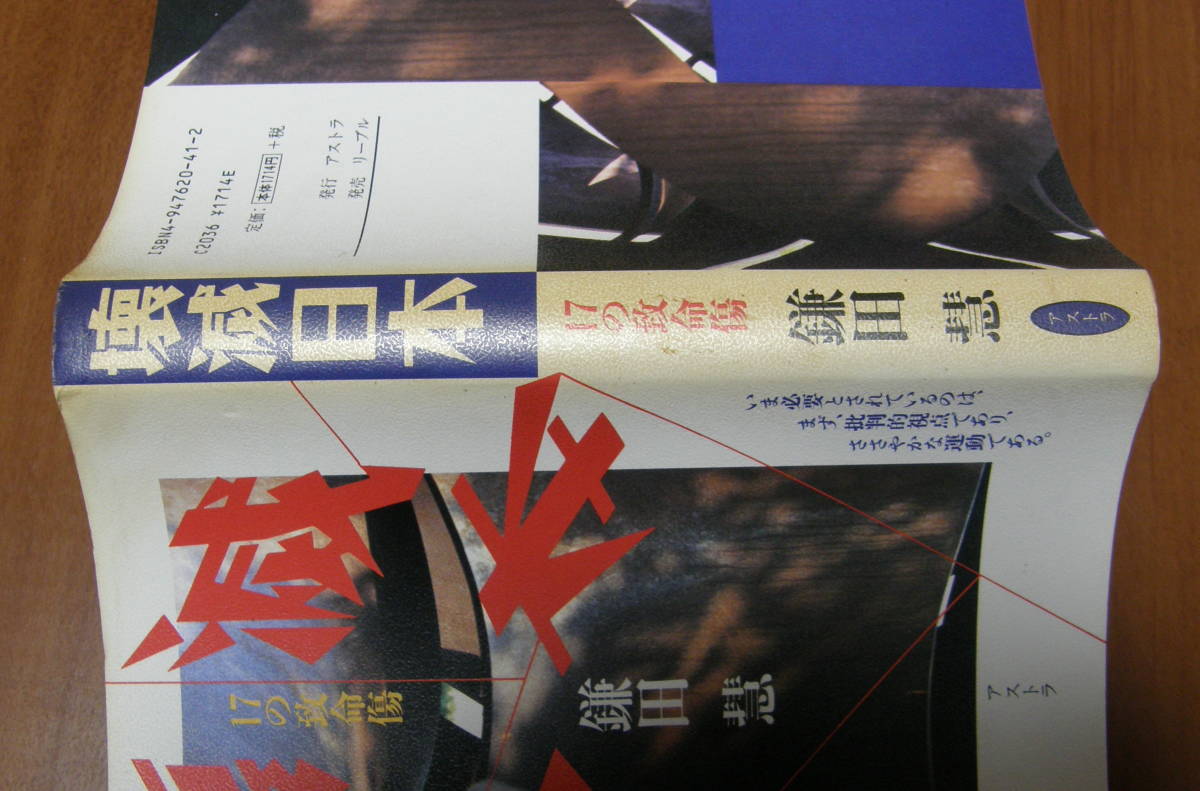 ISBN4-947620-41-2
C2036 ¥1714E
定価:本体1714円+税
発行 アストラ
発売 リーブル
壊滅日本
17の致命傷
鎌田 慧
アストラ
いま必要とされているのは、
まず、批判的視点であり、
ささやかな運動である。
滅
本
17の致命傷
鎌田 慧
アストラ